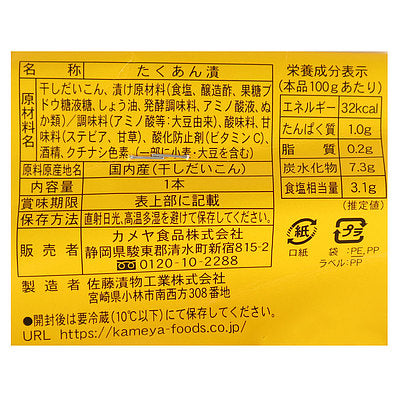 名称 たくあん漬
原材料名 干しだいこん、漬け原材料(食塩、醸造酢、果糖ブ
ドウ糖液糖、しょう油、発酵調味料、アミノ酸液、ぬ
か類)/調味料(アミノ酸等:大豆由来)、酸味料、甘
味料(ステビア、甘草)、酸化防止剤(ビタミンC)、
酒精、クチナシ色素、(一部に小麦・大豆を含む)
原料原産地名 国内産(干しだいこん)
内容量 1本
賞味期限 表上部に記載
保存方法 直射日光、高温多湿を避けて保存してください。
販売者 カメヤ食品株式会社
静岡県駿東郡清水町新宿815-2
0120-10-2288
製造者 佐藤漬物工業株式会社
宮崎県小林市南西方308番地
●開封後は要冷蔵(10℃以下)にて保存してください。
URL https://kameya-foods.co.jp/
栄養成分表示
(本品100gあたり)
エネルギー 32kcal
たんぱく質 1.0g
脂質 0.2g
炭水化物 7.3g
食塩相当量 3.1g
(推定値)
紙
口紙
プラ
袋:PE,PP
ラベル:PP